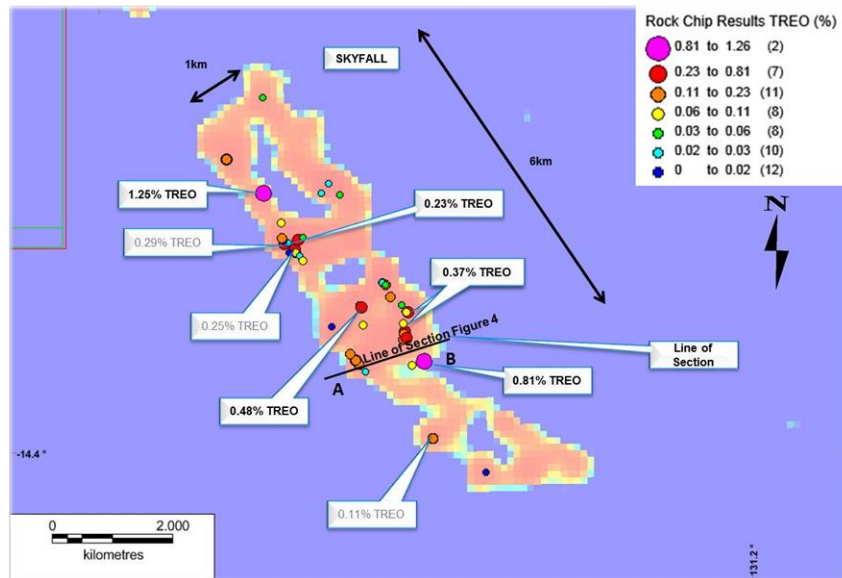 Rock Chip Results TREO (%)
0.81 to 1.26 (2)
0.23 to 0.81 (7)
0.11 to 0.23 (11)
0.06 to 0.11 (8)
0.03 to 0.06 (8)
0.02 to 0.03 (10)
0 to 0.02 (12)
SKYFALL
1km
6km
N
1.25% TREO
0.23% TREO
0.29% TREO
0.37% TREO
0.25% TREO
Line of Section Figure 4
Line of
Section
A
B
0.81% TREO
0.48% TREO
-14.4 °
0.11% TREO
0
2.000
kilometres
131.2 °